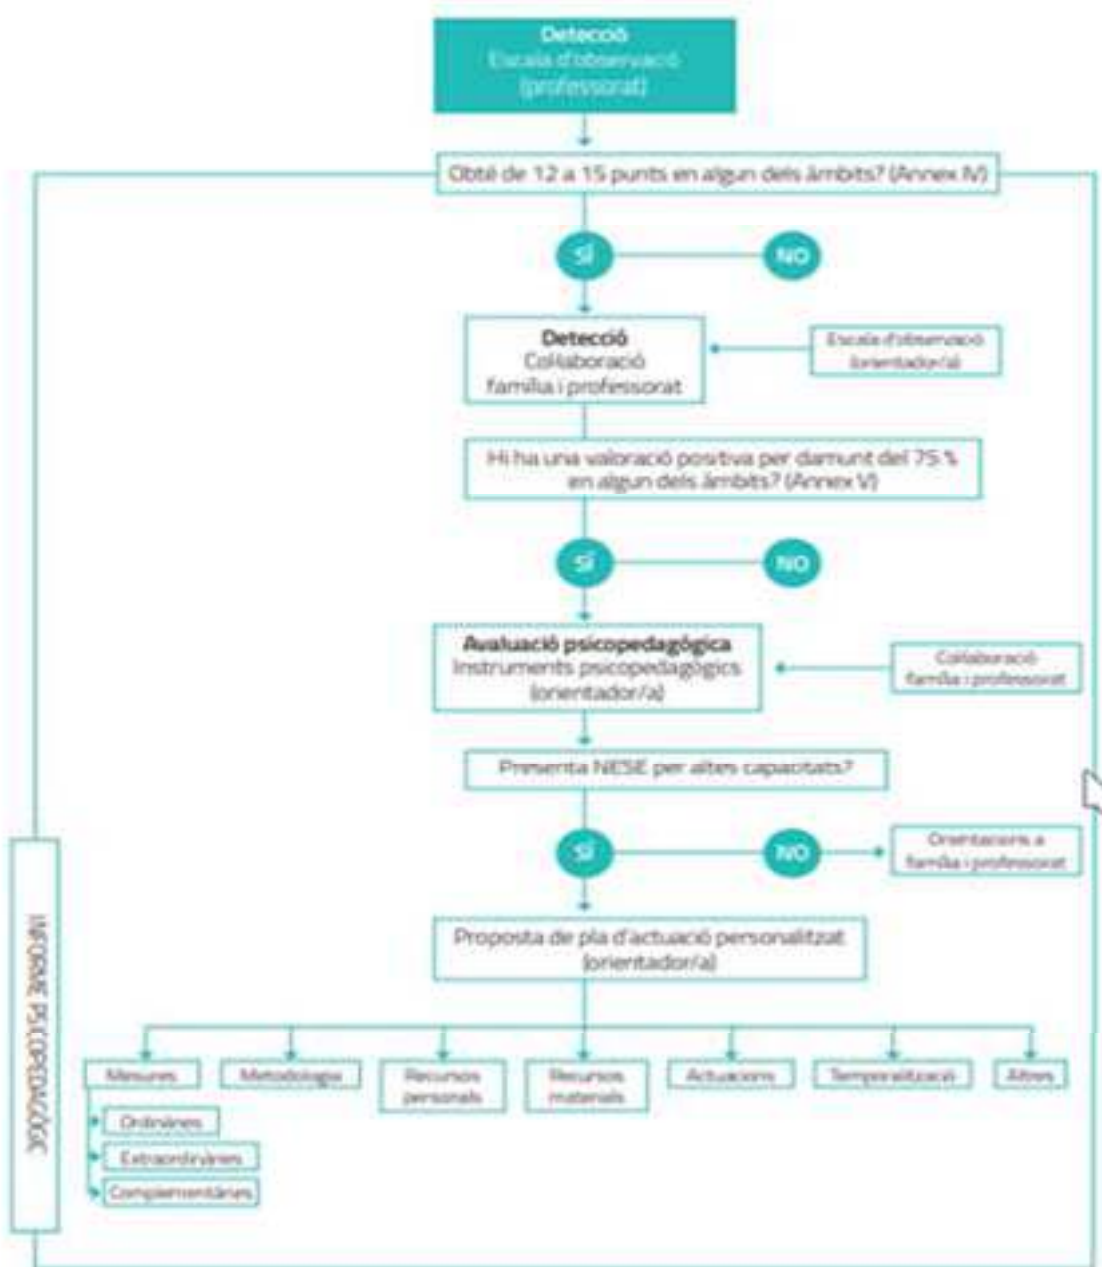 Detecció
Escala d'observació
(professorat)
Obté de 12 a 15 punts en algun dels àmbits? (Annex IV)
SÍ
NO
Detecció
Col·laboració
família i professorat
Escala d'observació
(orientador/a)
Hi ha una valoració positiva per damunt del 75 %
en algun dels àmbits? (Annex V)
SÍ
NO
Avaluació psicopedagògica
Instruments psicopedagògics
(orientador/a)
Col·laboració
família i professorat
Presenta NESE per altes capacitats?
SÍ
NO
Orientacions a
família i professorat
Proposta de pla d'actuació personalitzat
(orientador/a)
Mesures
Metodologia
Recursos
personals
Recursos
materials
Actuacions
Temporalització
Altres
Ordinàries
Extraordinàries
Complementàries
INFORME PSICOPEDAGÒGIC